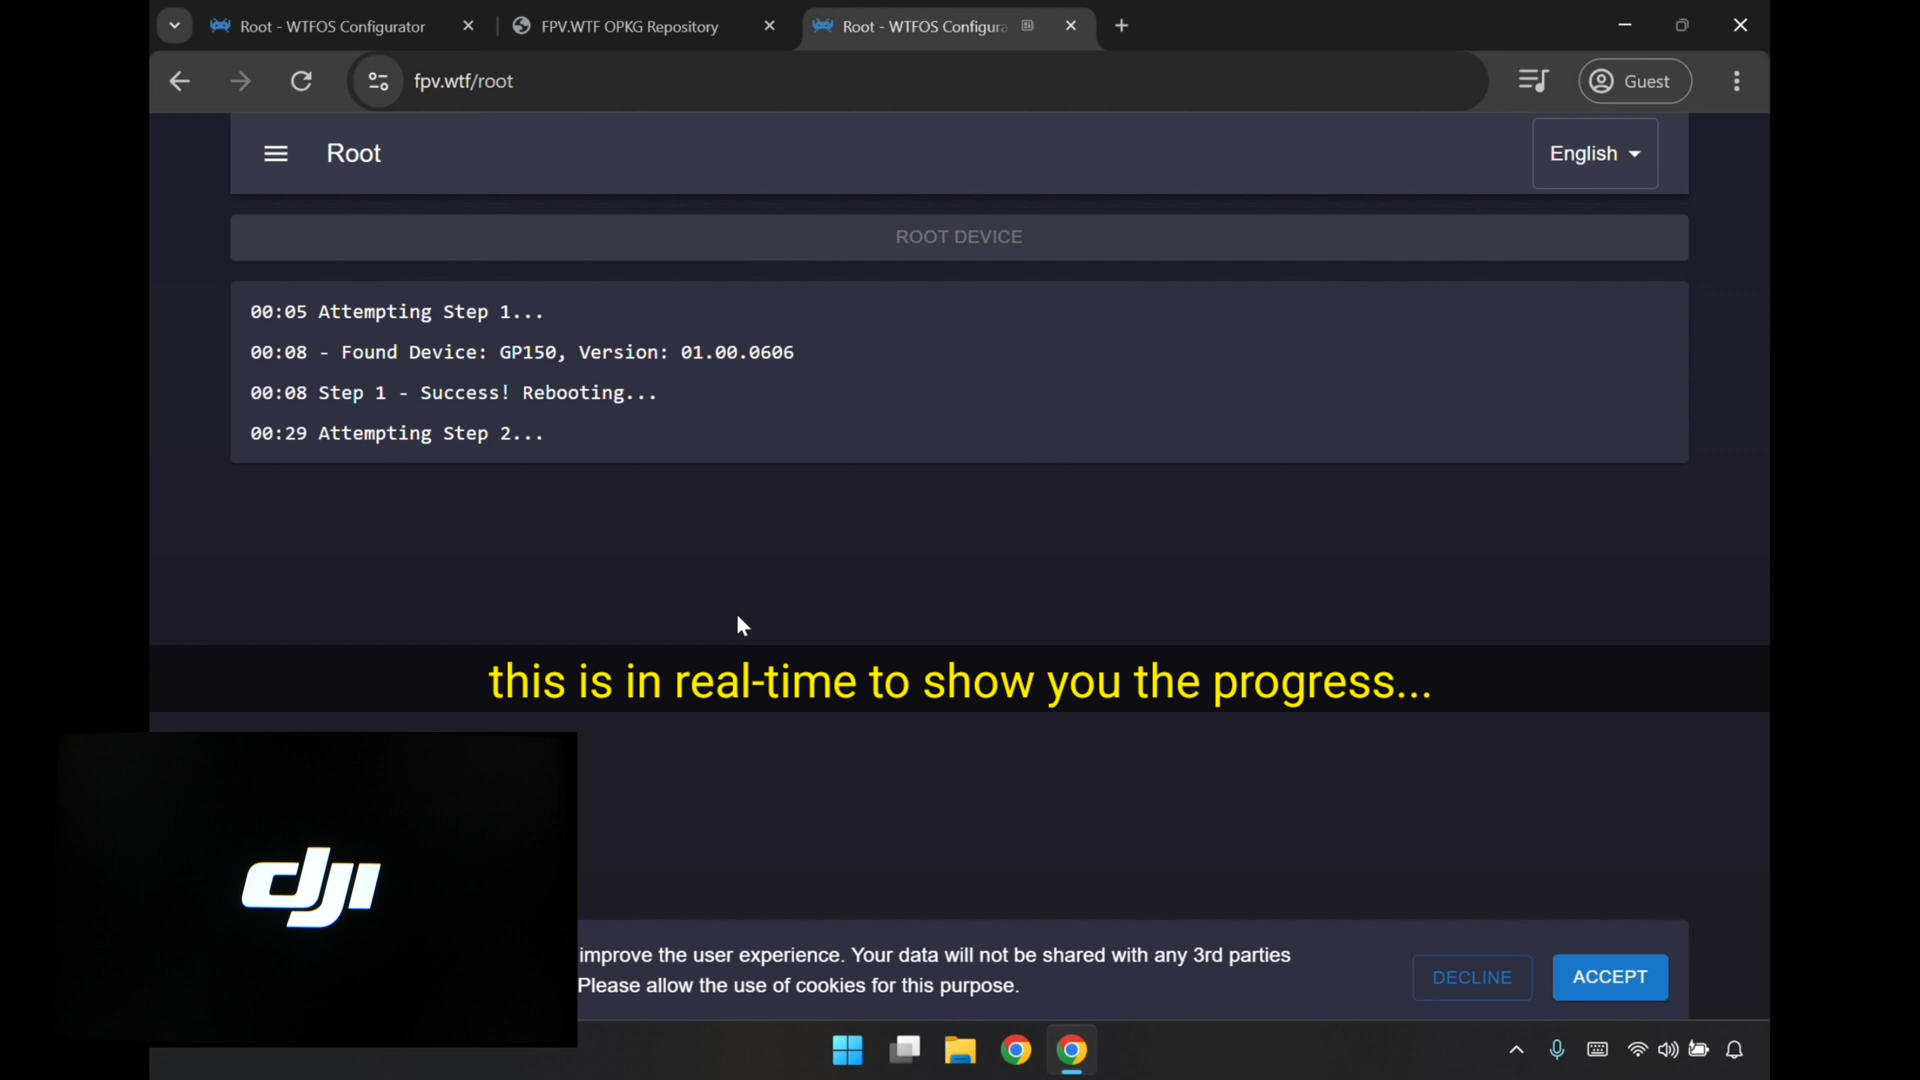 Root - WTFOS Configurator
FPV.WTF OPKG Repository
Root - WTFOS Configura
fpv.wtf/root
Guest
Root
English
ROOT DEVICE
00:05 Attempting Step 1...
00:08 - Found Device: GP150, Version: 01.00.0606
00:08 Step 1 - Success! Rebooting...
00:29 Attempting Step 2...
this is in real-time to show you the progress...
dji
improve the user experience. Your data will not be shared with any 3rd parties
Please allow the use of cookies for this purpose.
DECLINE
ACCEPT